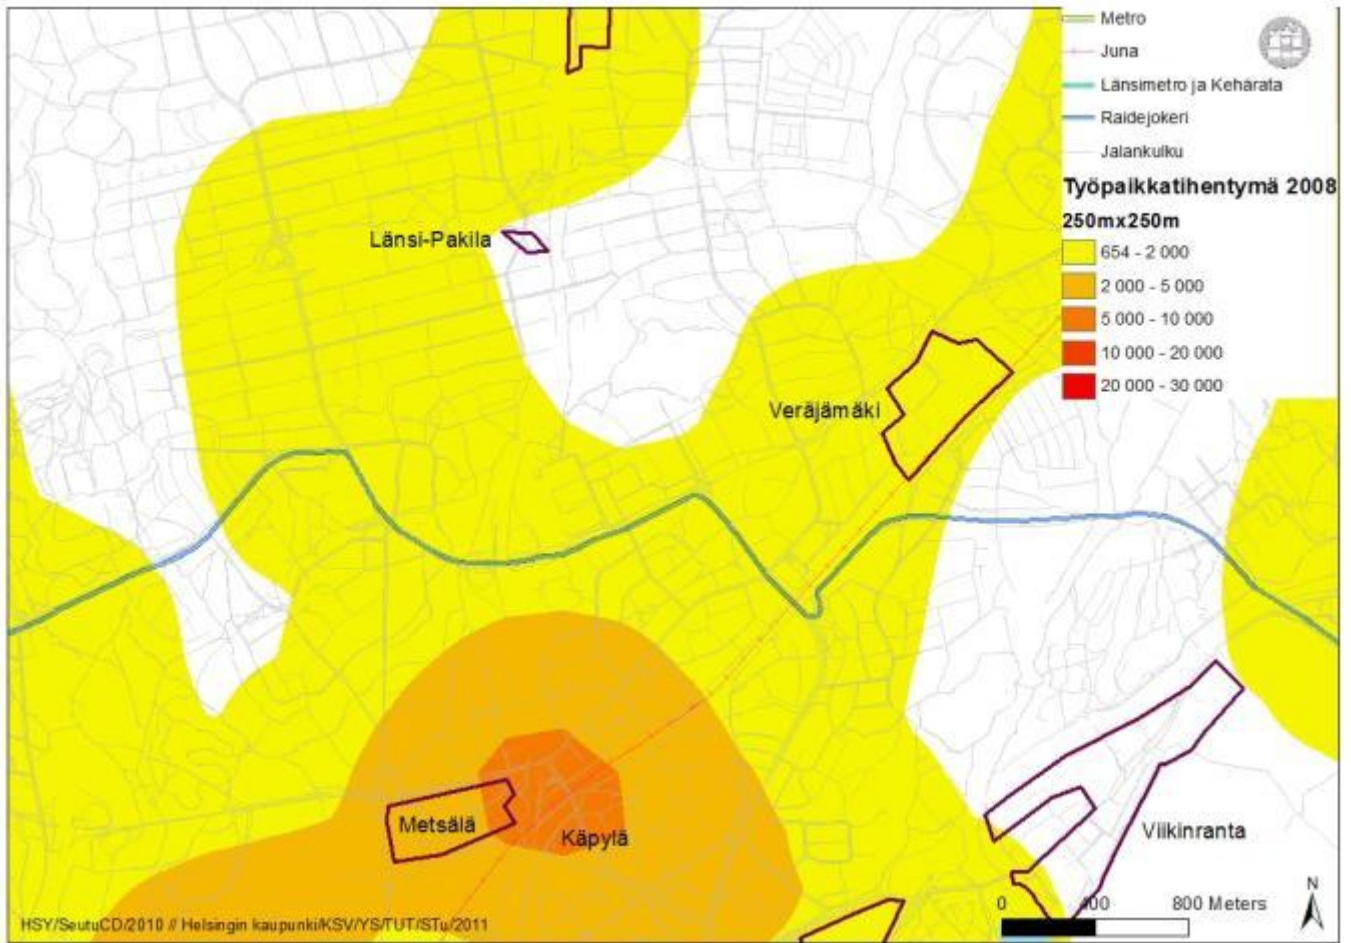 Metro
Juna
Länsimetro ja Kehärata
Raidejokeri
Jalankulku
Työpaikkatihentymä 2008
250mx250m
654 - 2 000
2 000 - 5 000
5 000 - 10 000
10 000 - 20 000
20 000 - 30 000
Länsi-Pakila
Veräjämäki
Metsälä
Käpylä
Viikinranta
N
0 400 800 Meters
HSY/SeutuCD/2010 // Helsingin kaupunki/KSV/YS/TUT/STu/2011